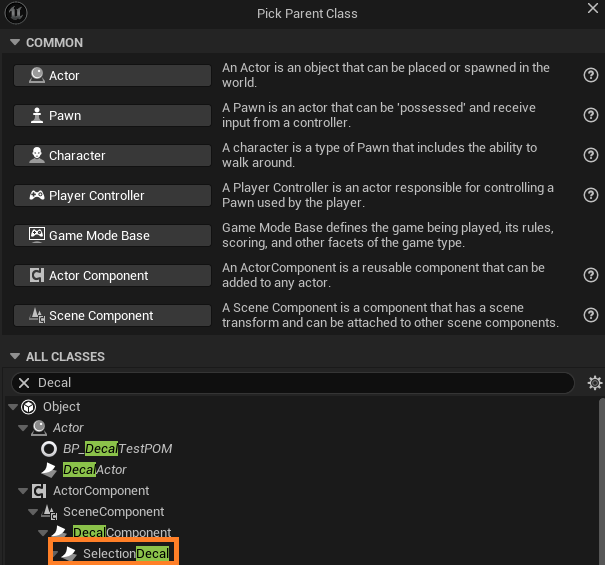 Pick Parent Class
COMMON
Actor
An Actor is an object that can be placed or spawned in the
world.
Pawn
A Pawn is an actor that can be 'possessed' and receive
input from a controller.
Character
A character is a type of Pawn that includes the ability to
walk around.
Player Controller
A Player Controller is an actor responsible for controlling a
Pawn used by the player.
Game Mode Base
Game Mode Base defines the game being played, its rules,
scoring, and other facets of the game type.
Actor Component
An ActorComponent is a reusable component that can be
added to any actor.
Scene Component
A Scene Component is a component that has a scene
transform and can be attached to other scene components.
ALL CLASSES
Decal
Object
Actor
BP_DecalTestPOM
DecalActor
ActorComponent
SceneComponent
DecalComponent
SelectionDecal